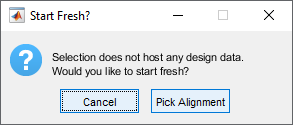 Start Fresh?
Selection does not host any design data.
Would you like to start fresh?
Cancel
Pick Alignment